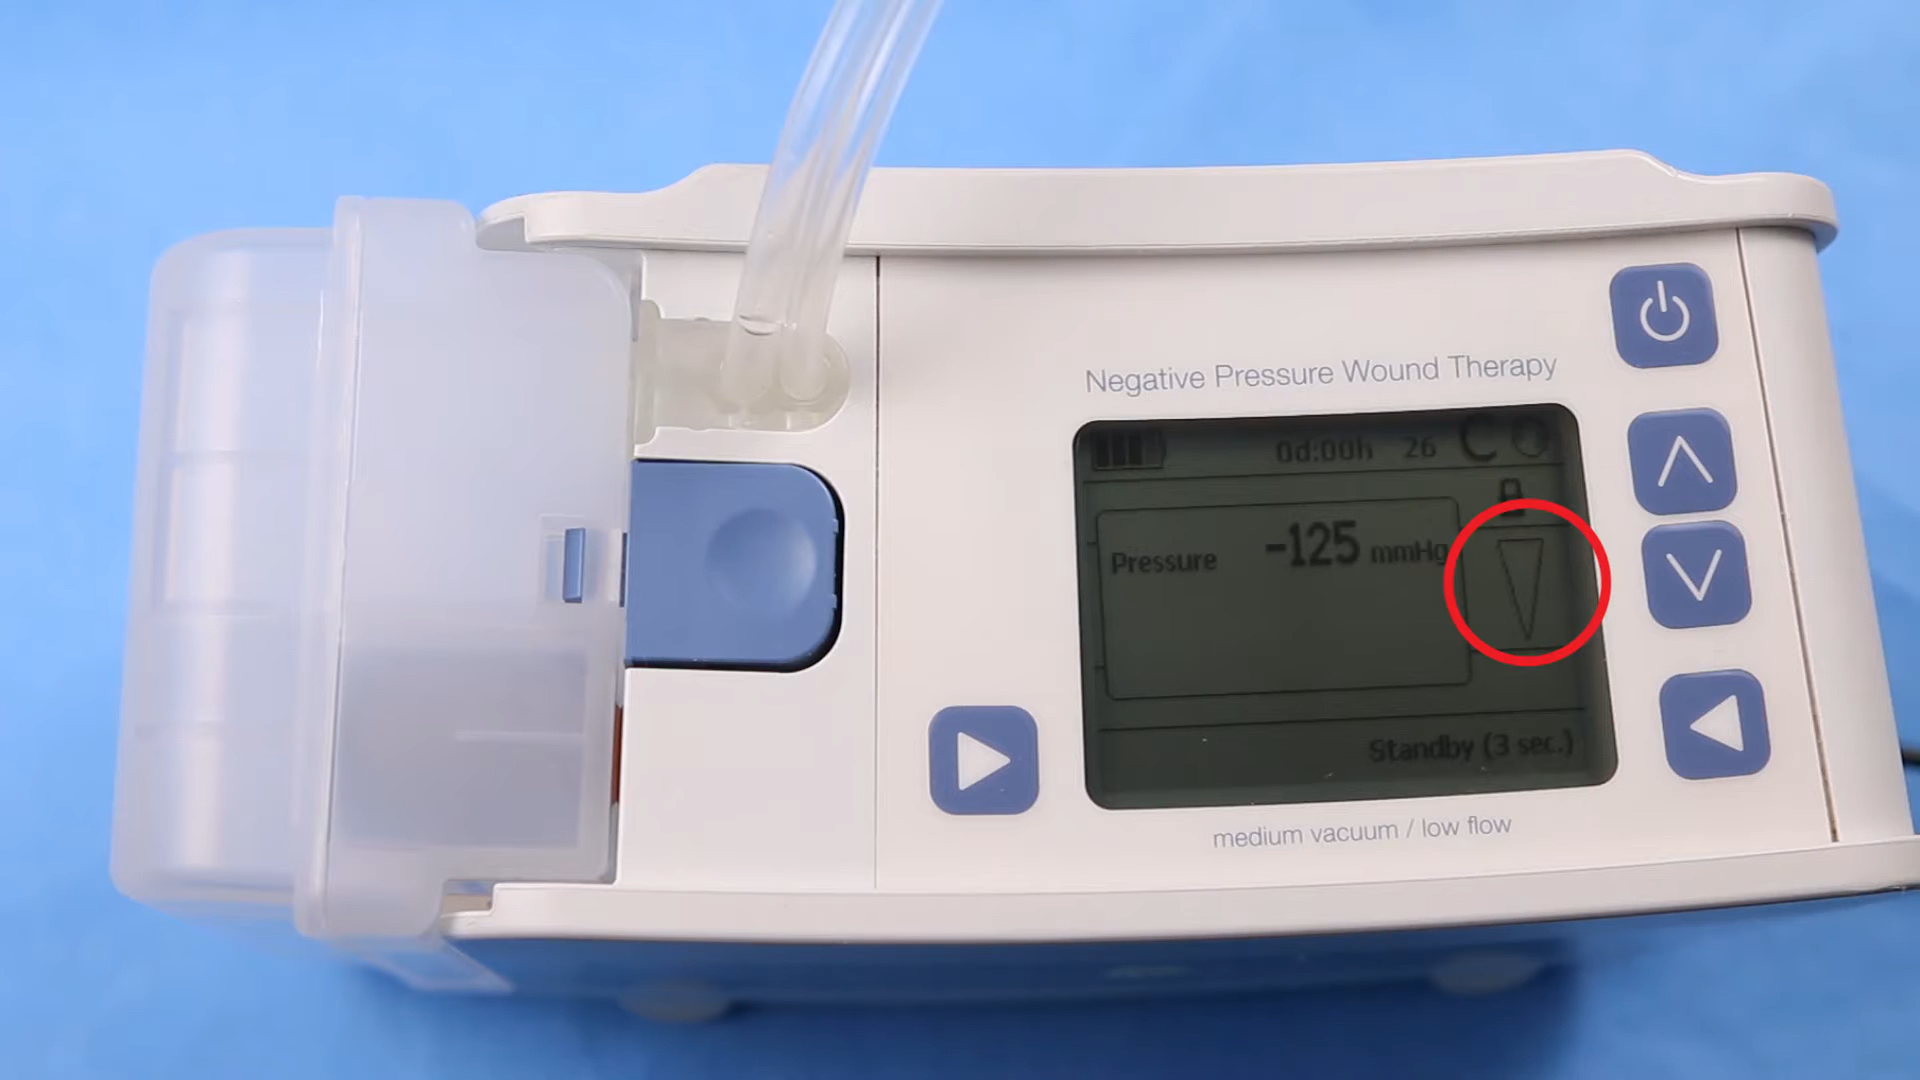 Negative Pressure Wound Therapy
0d:00h 26 C
Pressure -125 mmHg
Standby (3 sec.)
medium vacuum / low flow